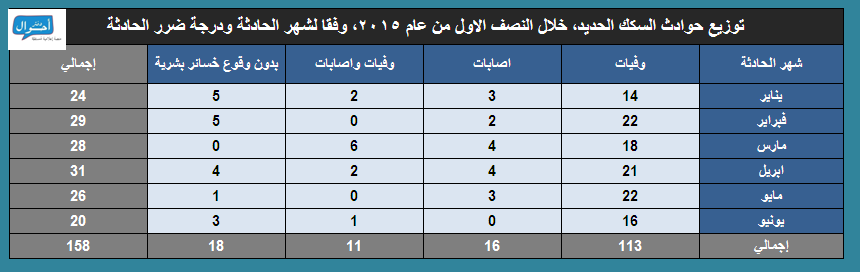 توزيع حوادث السكك الحديد، خلال النصف الاول من عام ٢٠١٥، وفقا لشهر الحادثة ودرجة ضرر الحادثة
شهر الحادثة وفيات اصابات وفيات واصابات بدون وقوع خسائر بشرية إجمالي
يناير 14 3 2 5 24
فبراير 22 2 0 5 29
مارس 18 4 6 0 28
ابريل 21 4 2 4 31
مايو 22 3 0 1 26
يونيو 16 0 1 3 20
إجمالي 113 16 11 18 158